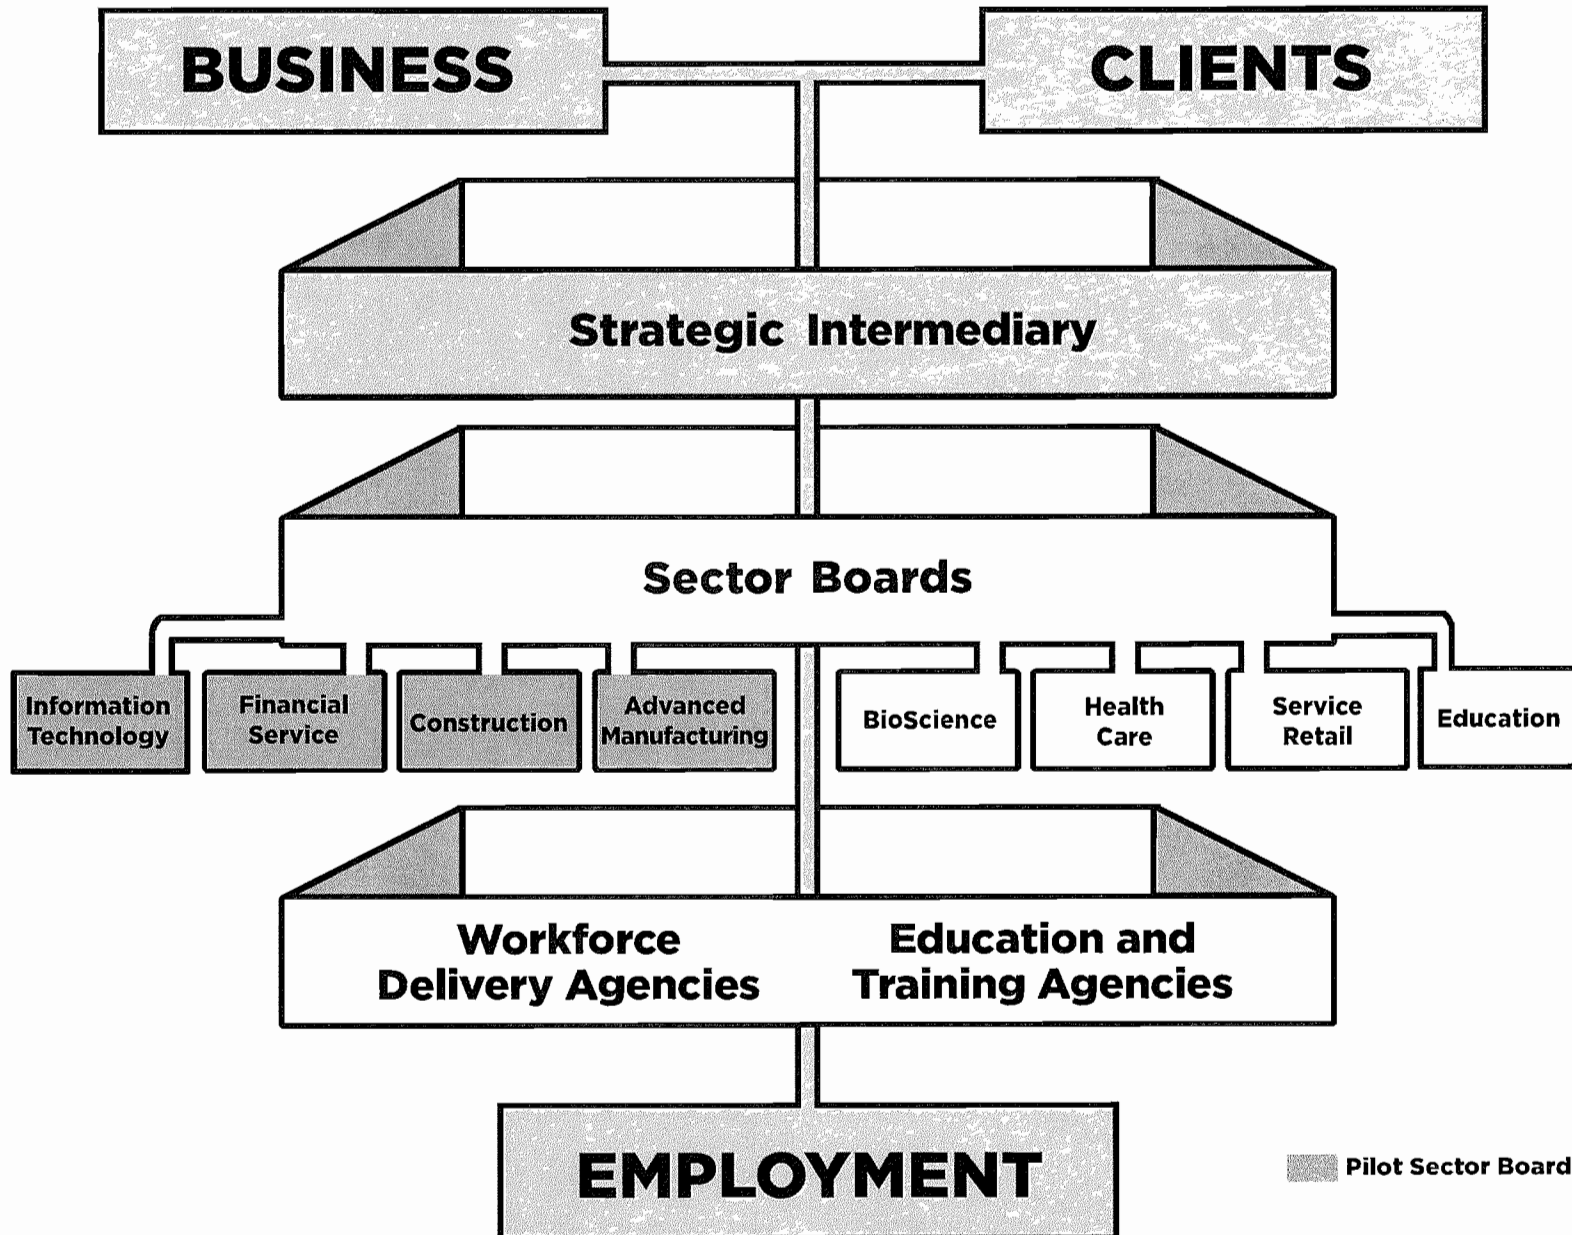 BUSINESS
CLIENTS
Strategic Intermediary
Sector Boards
Information
Technology
Financial
Service
Construction
Advanced
Manufacturing
BioScience
Health
Care
Service
Retail
Education
Workforce
Delivery Agencies
Education and
Training Agencies
EMPLOYMENT
Pilot Sector Board